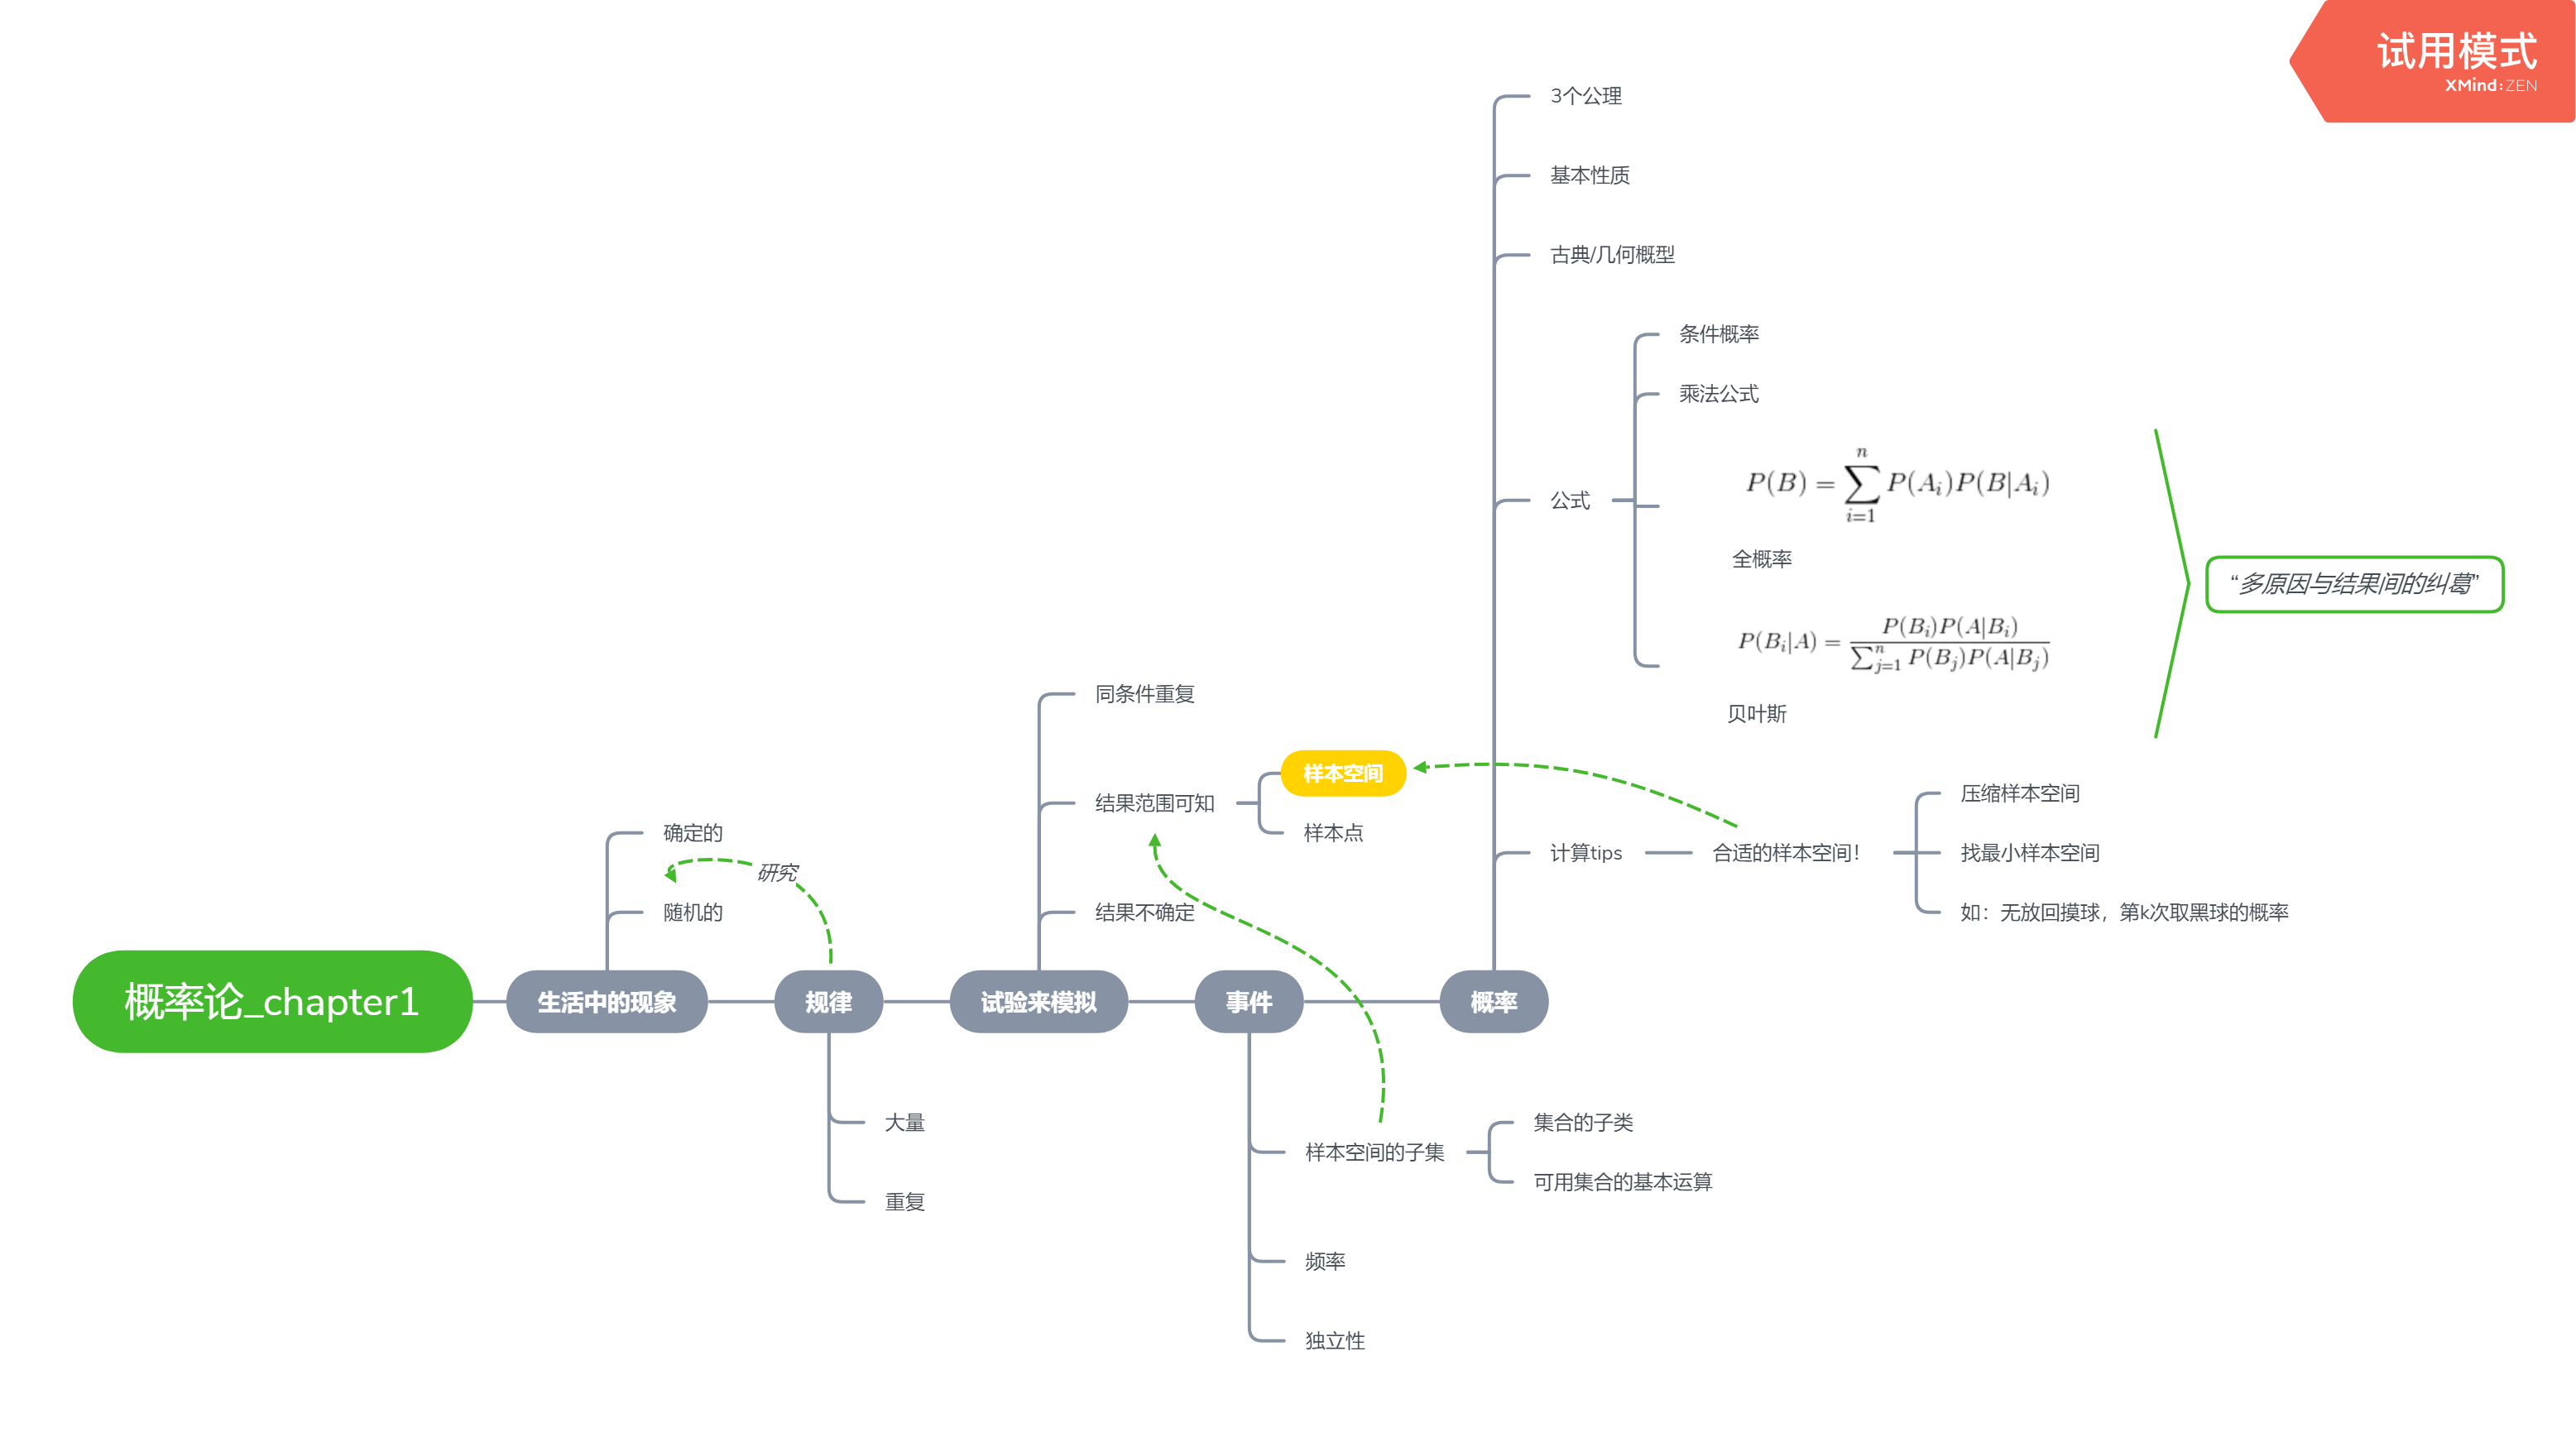 试用模式
XMind:ZEN
3个公理
基本性质
古典/几何概型
条件概率
乘法公式
公式
P(B) = \sum_{i=1}^{n} P(A_i)P(B|A_i)
全概率
P(B_i|A) = \frac{P(B_i)P(A|B_i)}{\sum_{j=1}^{n} P(B_j)P(A|B_j)}
贝叶斯
“多原因与结果间的纠葛”
同条件重复
样本空间
结果范围可知
样本点
结果不确定
计算tips
合适的样本空间！
压缩样本空间
找最小样本空间
如：无放回摸球，第k次取黑球的概率
确定的
研究
随机的
概率论_chapter1
生活中的现象
规律
试验来模拟
事件
概率
大量
重复
样本空间的子集
集合的子类
可用集合的基本运算
频率
独立性